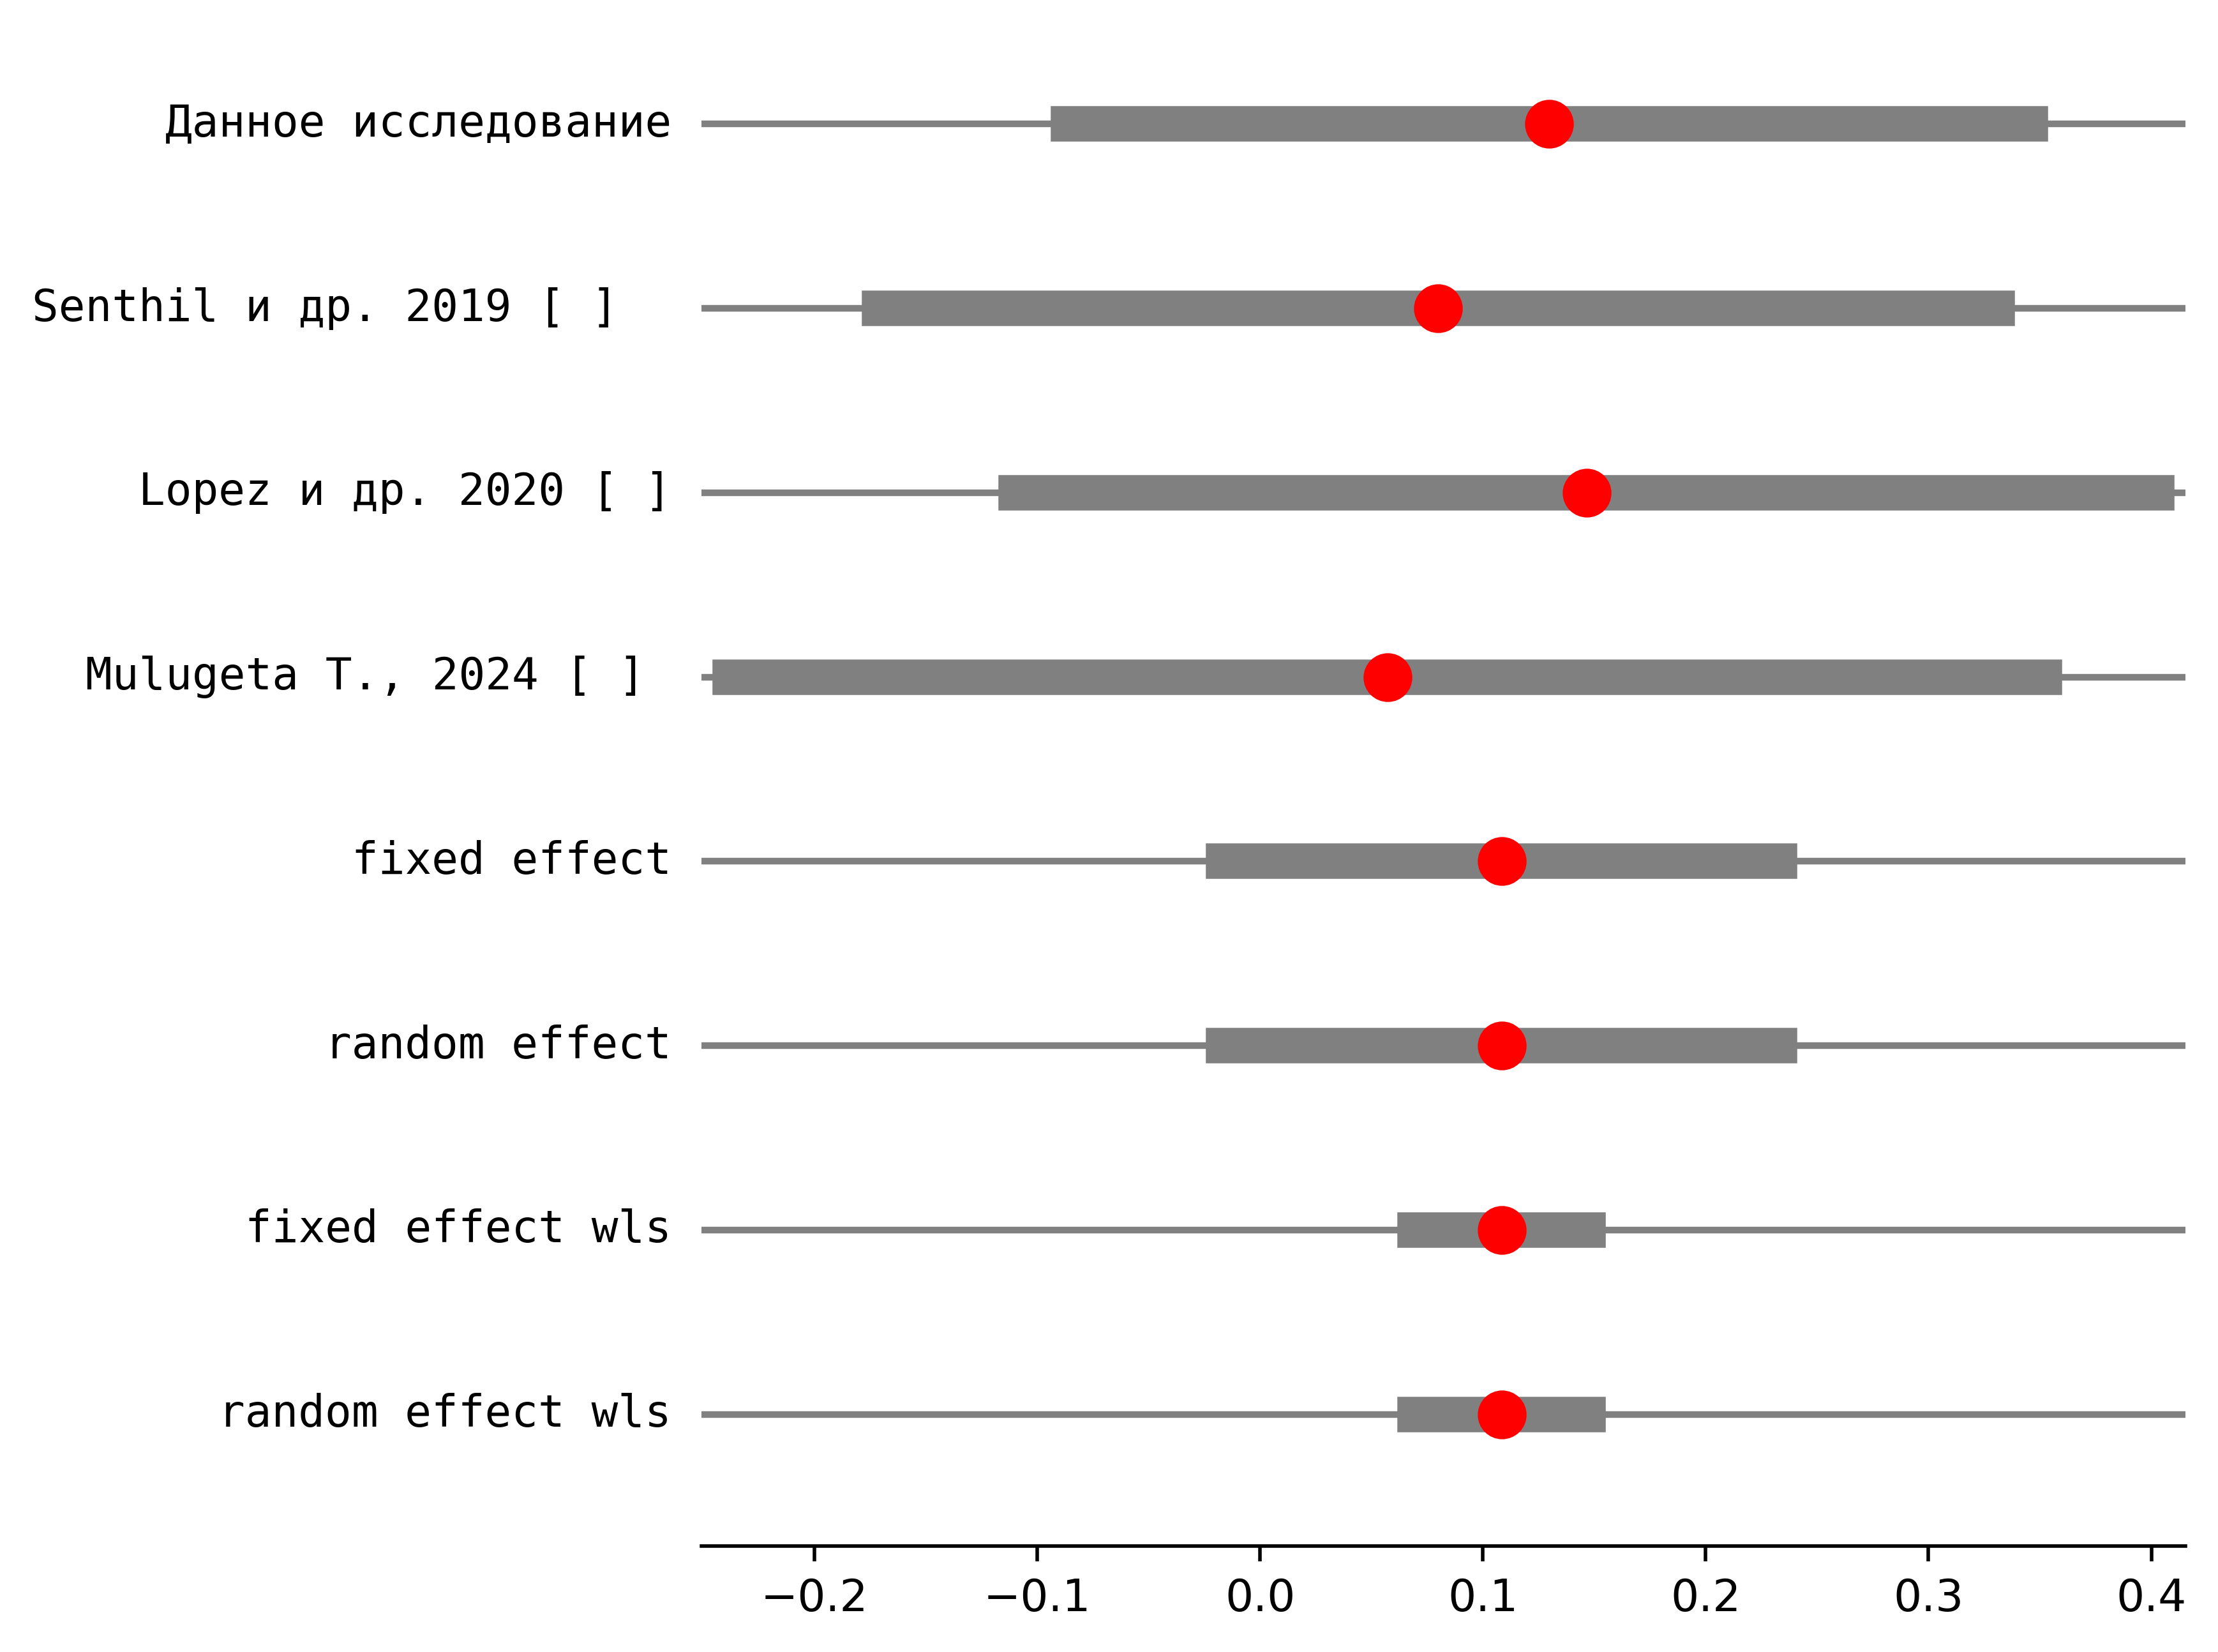 Данное исследование
Senthil и др. 2019 [ ]
Lopez и др. 2020 [ ]
Mulugeta T., 2024 [ ]
fixed effect
random effect
fixed effect wls
random effect wls
−0.2 −0.1 0.0 0.1 0.2 0.3 0.4